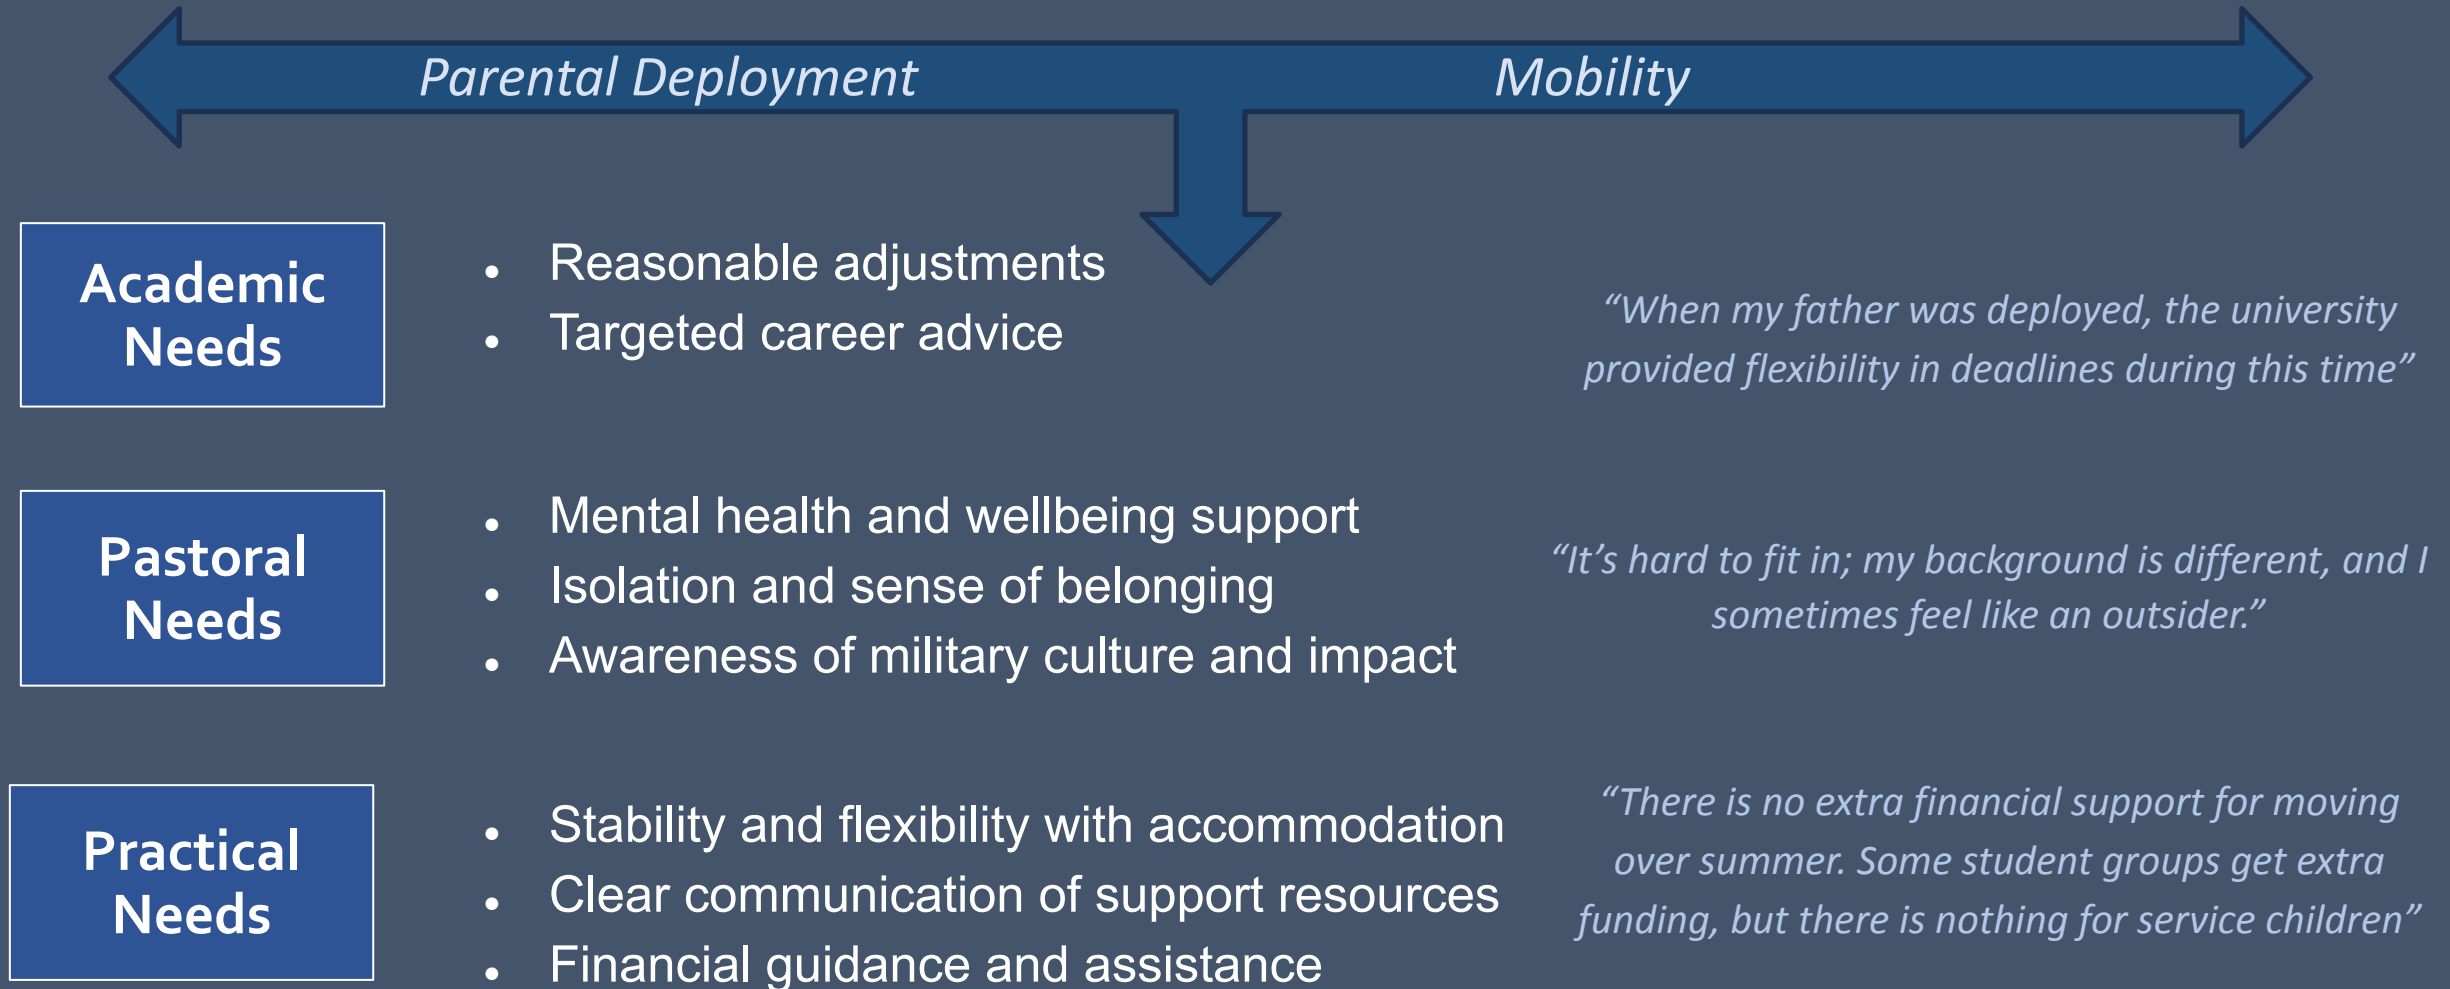 Parental Deployment
Mobility
Academic
Needs
• Reasonable adjustments
• Targeted career advice
“When my father was deployed, the university
provided flexibility in deadlines during this time”
Pastoral
Needs
• Mental health and wellbeing support
• Isolation and sense of belonging
• Awareness of military culture and impact
“It’s hard to fit in; my background is different, and I
sometimes feel like an outsider.”
Practical
Needs
• Stability and flexibility with accommodation
• Clear communication of support resources
• Financial guidance and assistance
“There is no extra financial support for moving
over summer. Some student groups get extra
funding, but there is nothing for service children”